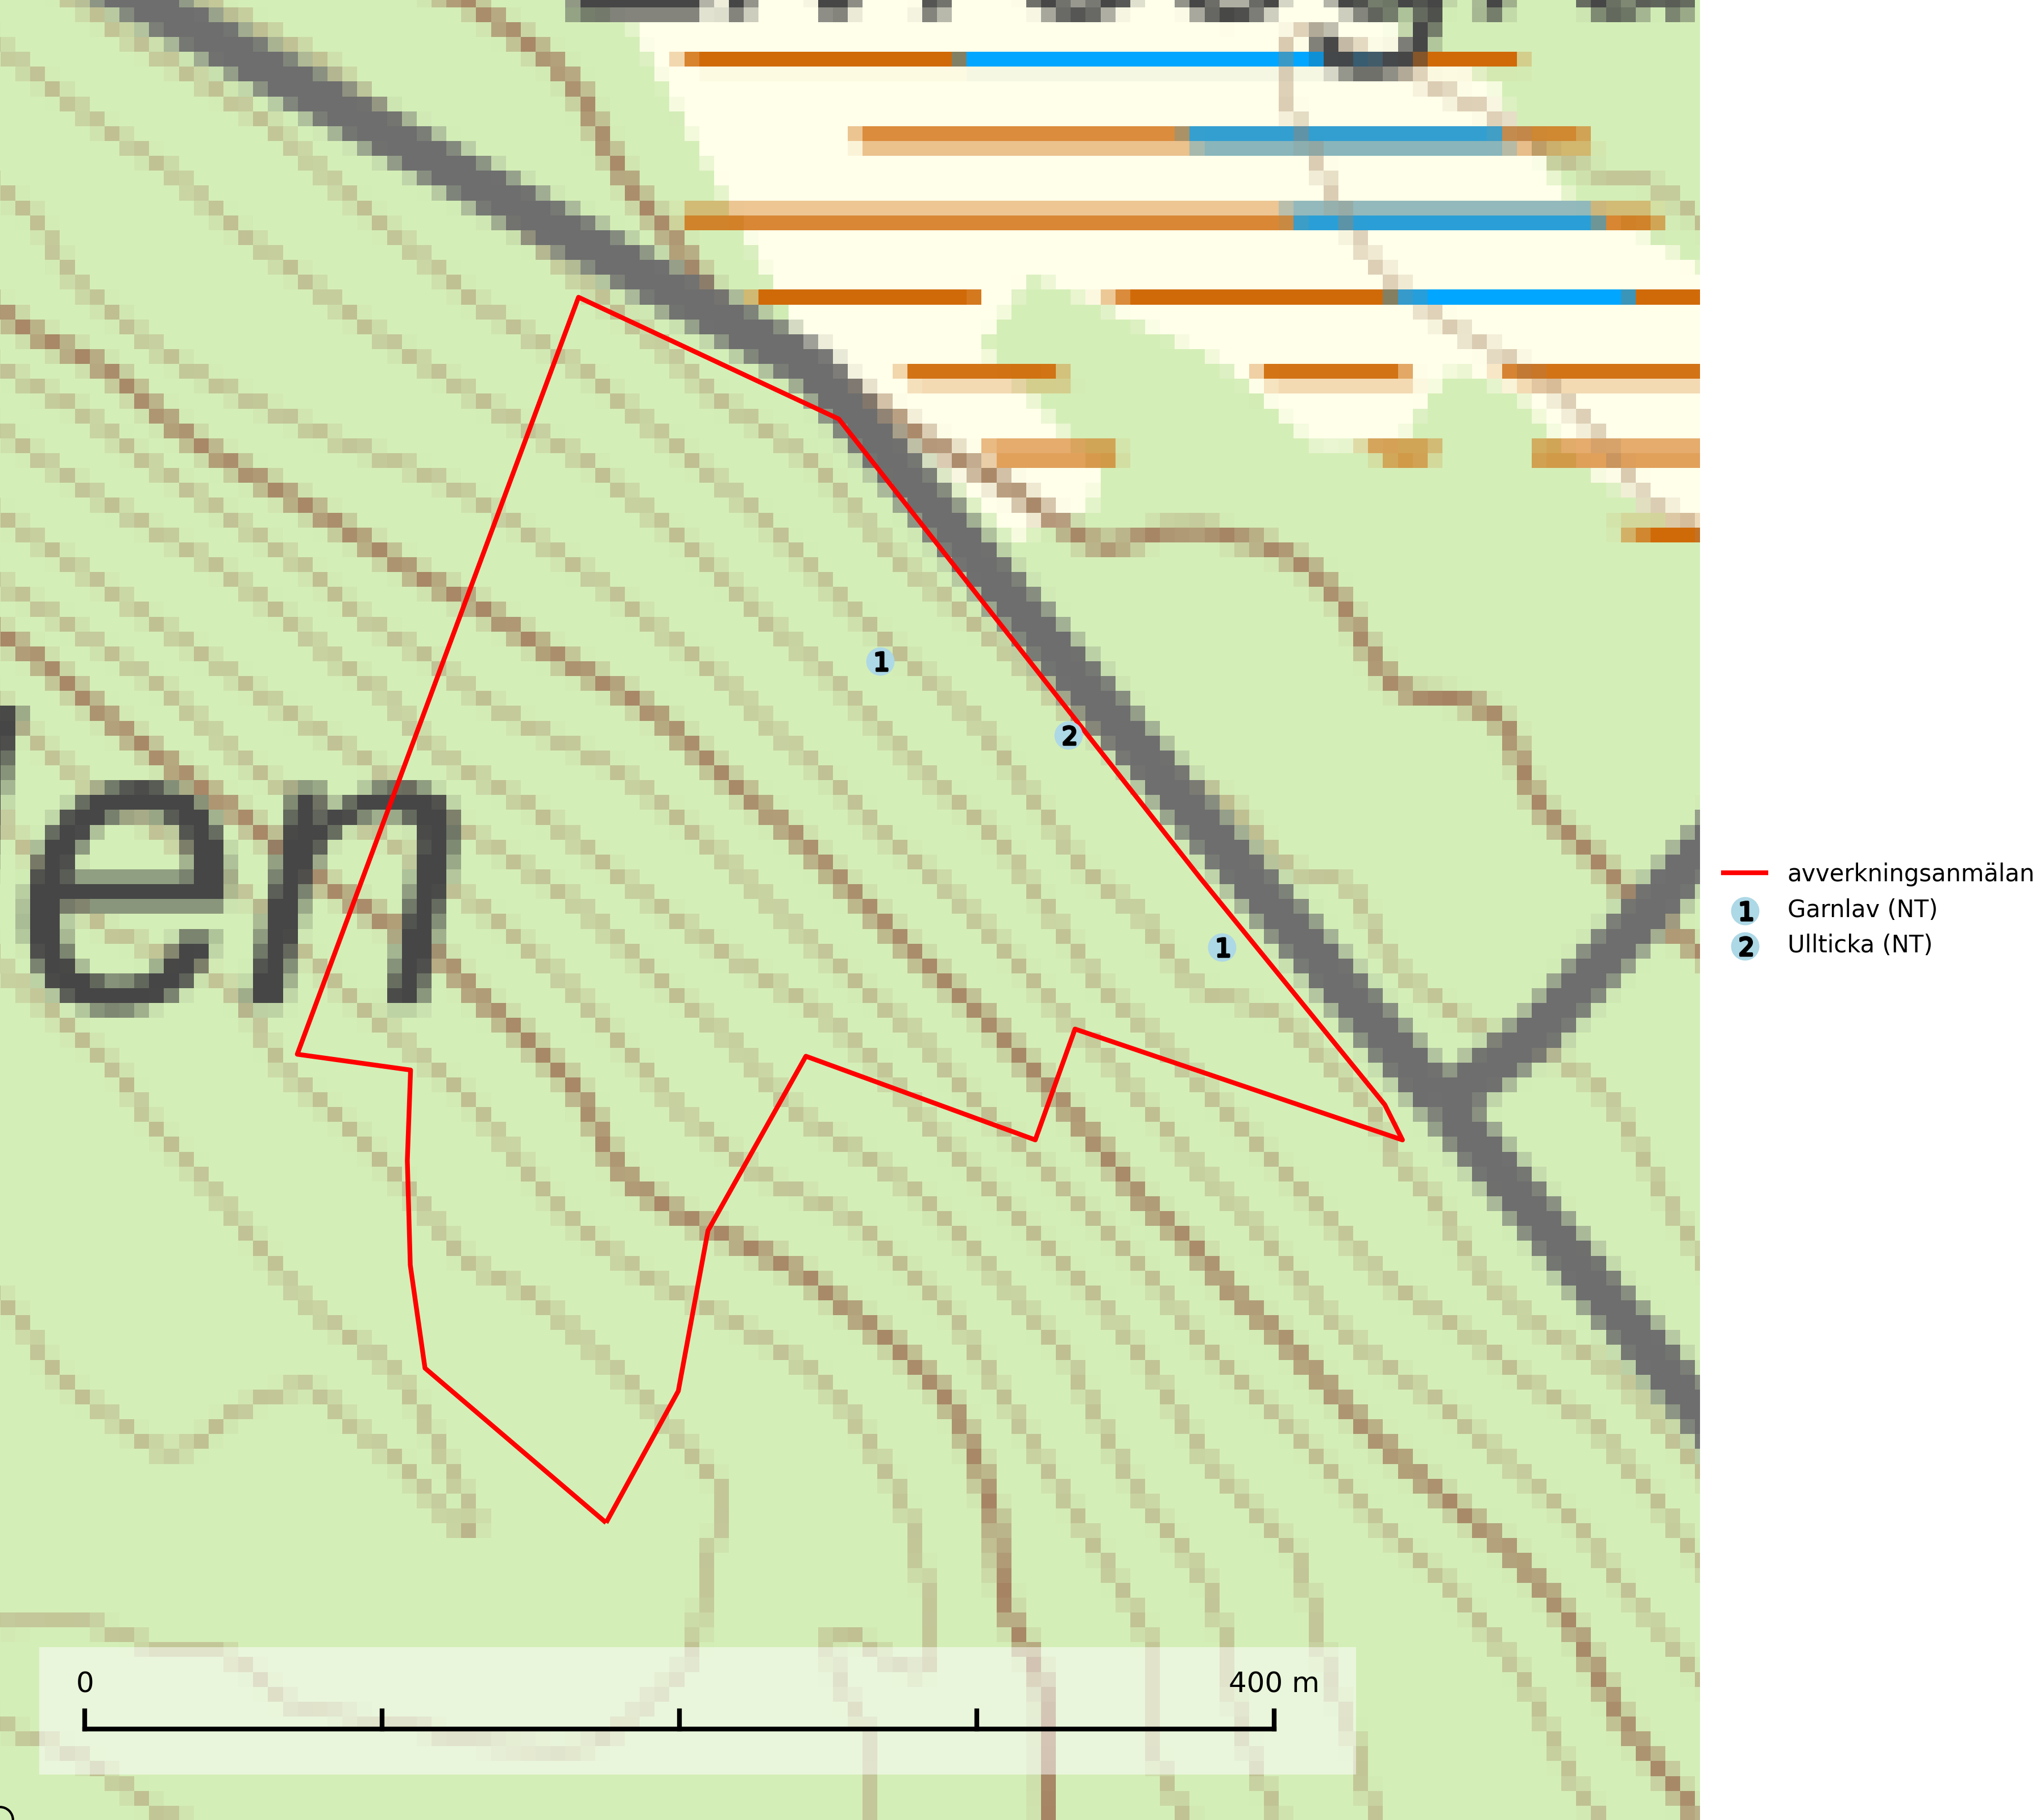 1
2
en
1
avverkningsanmälan
1 Garnlav (NT)
2 Ullticka (NT)
0 400 m